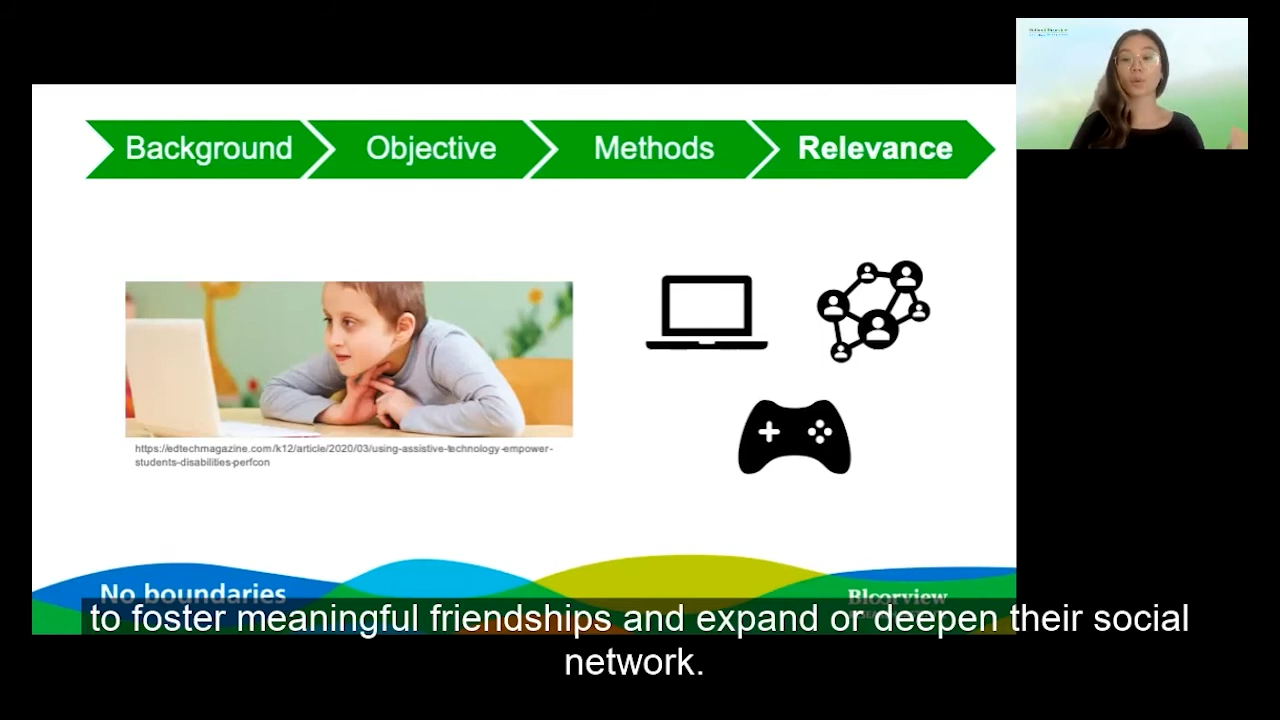 Background
Objective
Methods
Relevance
https://edtechmagazine.com/k12/article/2020/03/using-assistive-technology-empower-
students-disabilities-perfcon
No boundaries
Bloorview
to foster meaningful friendships and expand or deepen their social
network.